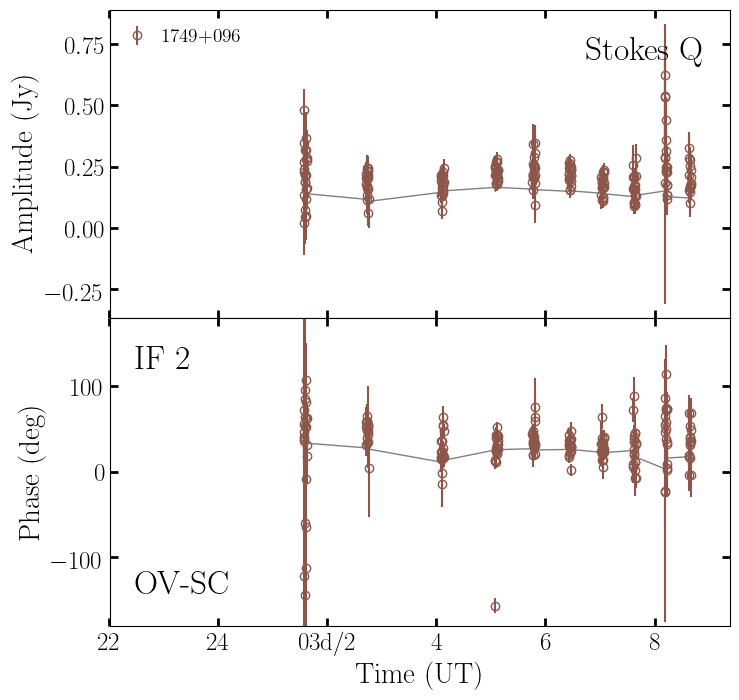 1749+096
Stokes Q
0.75
0.50
0.25
0.00
−0.25
Amplitude (Jy)
IF 2
100
0
−100
Phase (deg)
OV-SC
22 24 03d/2 4 6 8
Time (UT)